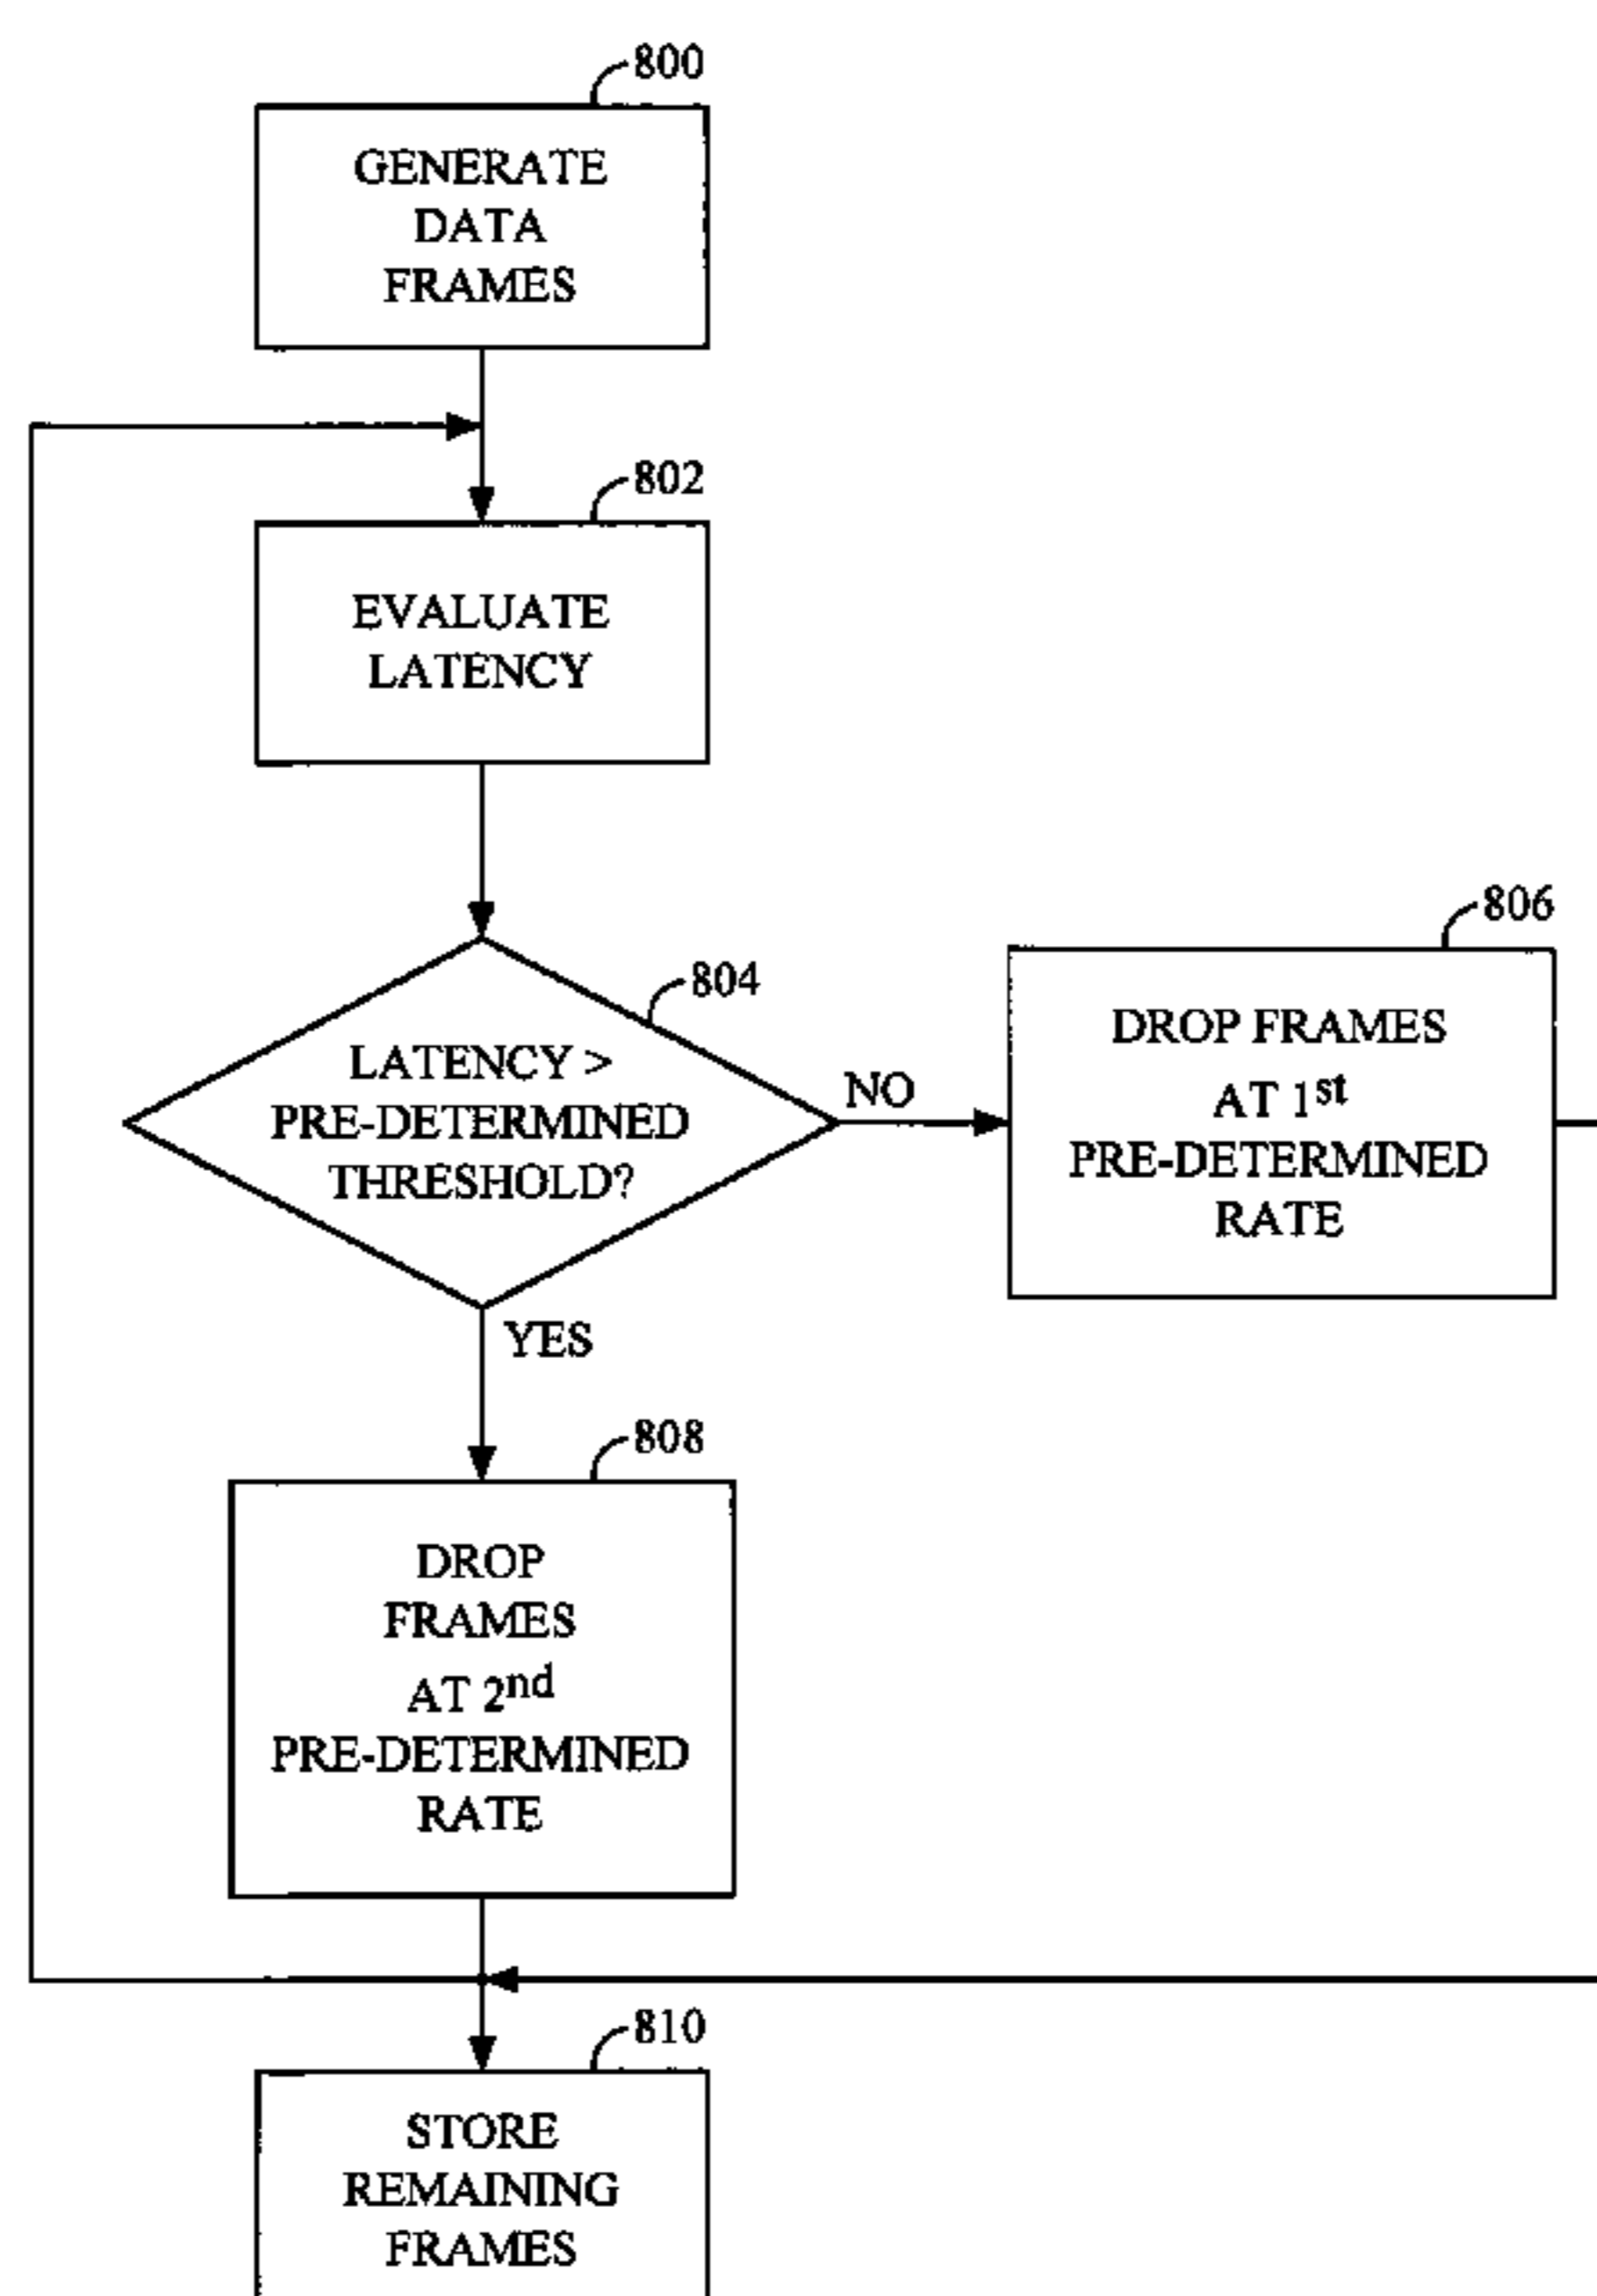 800
GENERATE
DATA
FRAMES
802
EVALUATE
LATENCY
804
LATENCY >
PRE-DETERMINED
THRESHOLD?
NO
806
DROP FRAMES
AT 1st
PRE-DETERMINED
RATE
YES
808
DROP
FRAMES
AT 2nd
PRE-DETERMINED
RATE
810
STORE
REMAINING
FRAMES